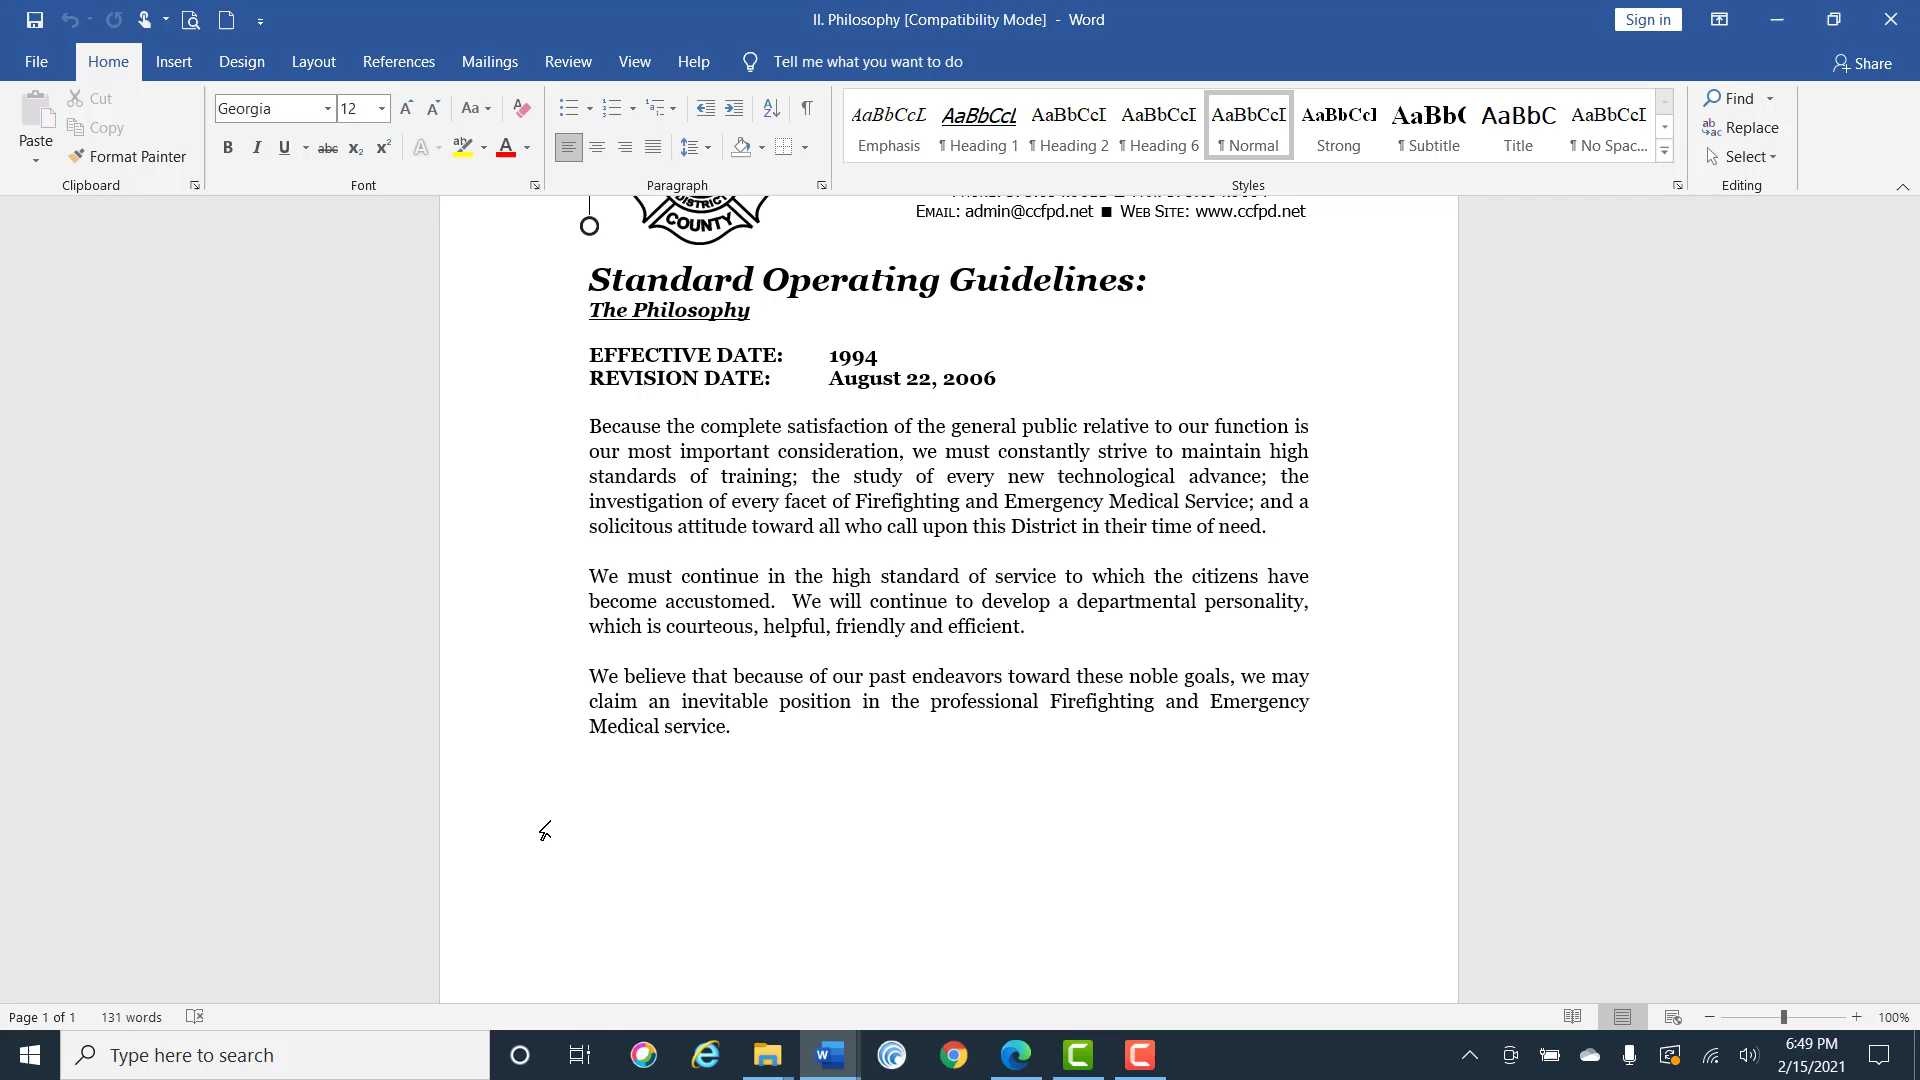 II. Philosophy [Compatibility Mode] - Word
Sign in
File Home Insert Design Layout References Mailings Review View Help Tell me what you want to do
Share
Paste
Cut
Copy
Format Painter
Clipboard
Georgia 12
Font
Paragraph
AaBbCcL AaBbCcL AaBbCcI AaBbCcI AaBbCcI AaBbCcI AaBb( AaBbC AaBbCcI
Emphasis ¶ Heading 1 ¶ Heading 2 ¶ Heading 6 ¶ Normal Strong ¶ Subtitle Title ¶ No Spac...
Styles
Find
Replace
Select
Editing
DISTRICT
COUNTY
EMAIL: admin@ccfpd.net ■ WEB SITE: www.ccfpd.net
Standard Operating Guidelines:
The Philosophy
EFFECTIVE DATE: 1994
REVISION DATE: August 22, 2006
Because the complete satisfaction of the general public relative to our function is
our most important consideration, we must constantly strive to maintain high
standards of training; the study of every new technological advance; the
investigation of every facet of Firefighting and Emergency Medical Service; and a
solicitous attitude toward all who call upon this District in their time of need.
We must continue in the high standard of service to which the citizens have
become accustomed. We will continue to develop a departmental personality,
which is courteous, helpful, friendly and efficient.
We believe that because of our past endeavors toward these noble goals, we may
claim an inevitable position in the professional Firefighting and Emergency
Medical service.
Page 1 of 1 131 words
100%
Type here to search
6:49 PM
2/15/2021